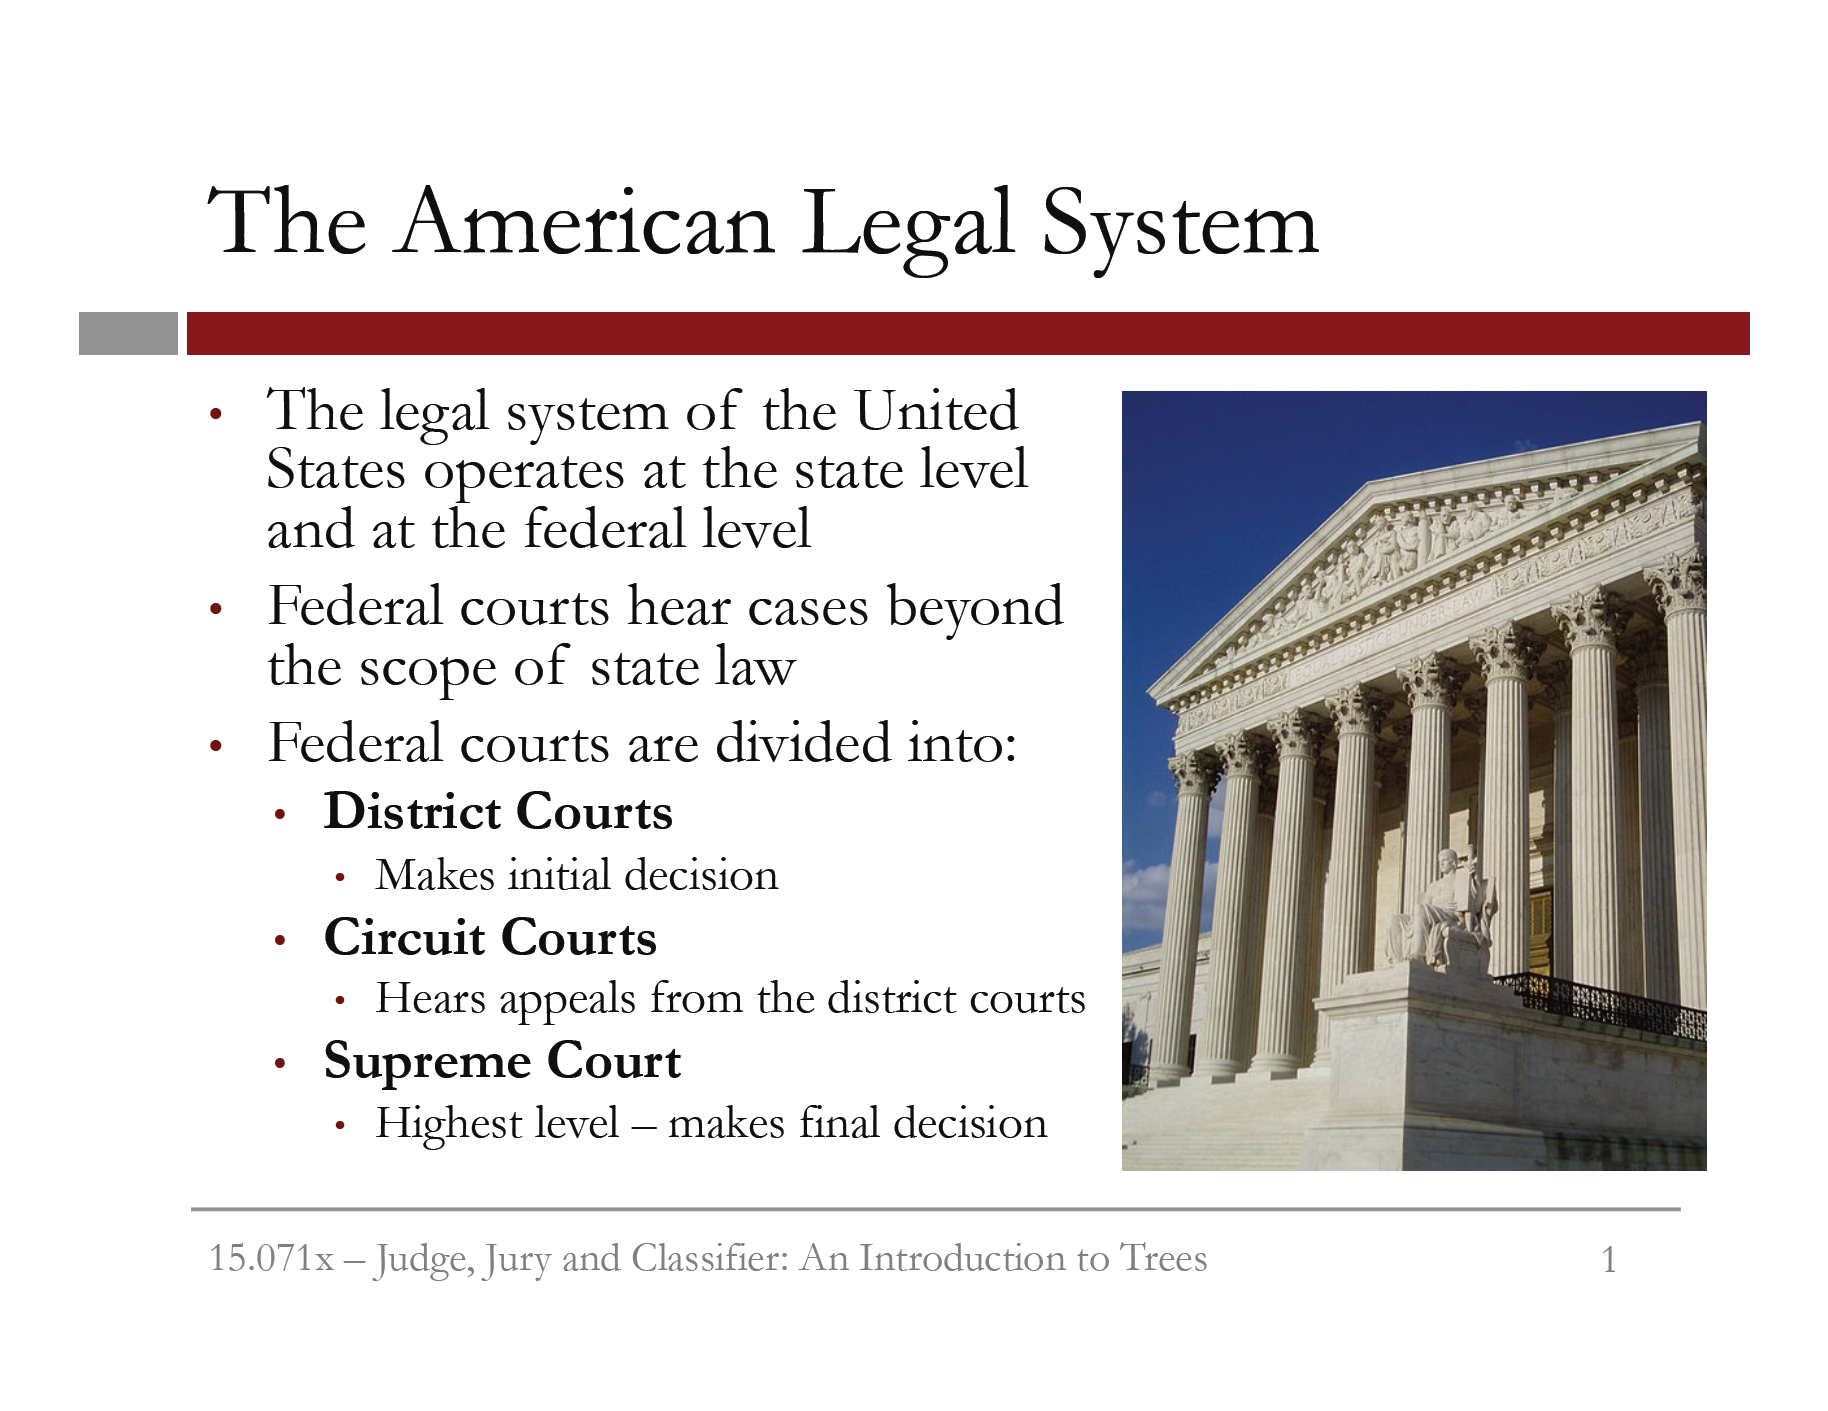 The American Legal System
• The legal system of the United
States operates at the state level
and at the federal level
• Federal courts hear cases beyond
the scope of state law
• Federal courts are divided into:
• District Courts
• Makes initial decision
• Circuit Courts
• Hears appeals from the district courts
• Supreme Court
• Highest level – makes final decision
EQUAL JUSTICE UNDER LAW
15.071x – Judge, Jury and Classifier: An Introduction to Trees
1